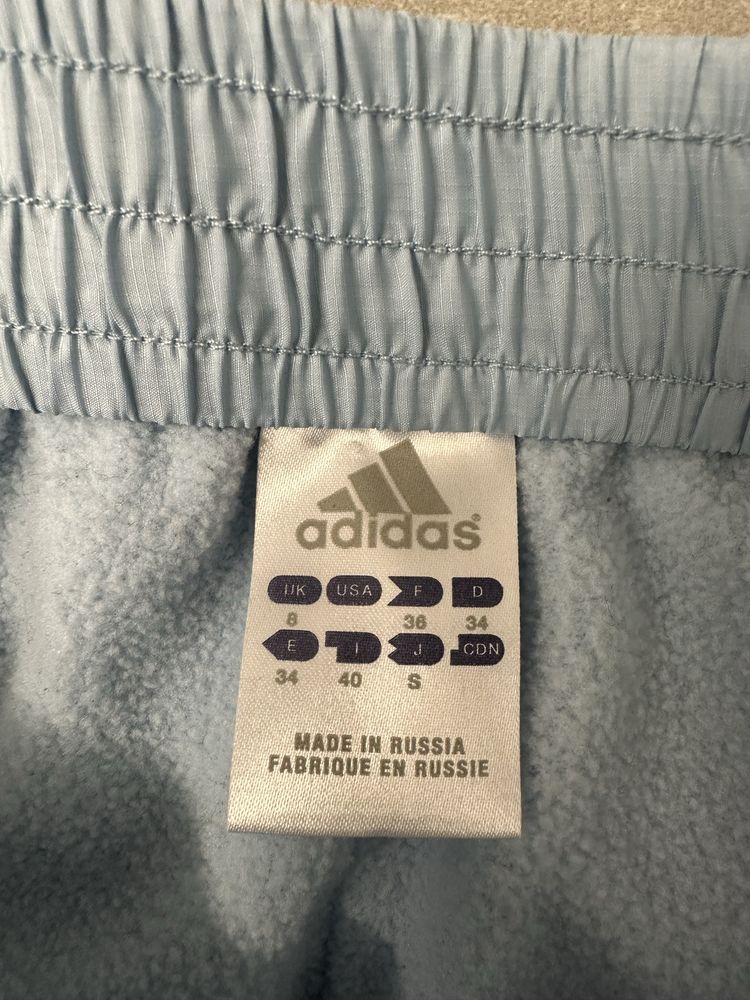 adidas®
UK USA F D
8 36 34
E I J CDN
34 40 S
MADE IN RUSSIA
FABRIQUE EN RUSSIE